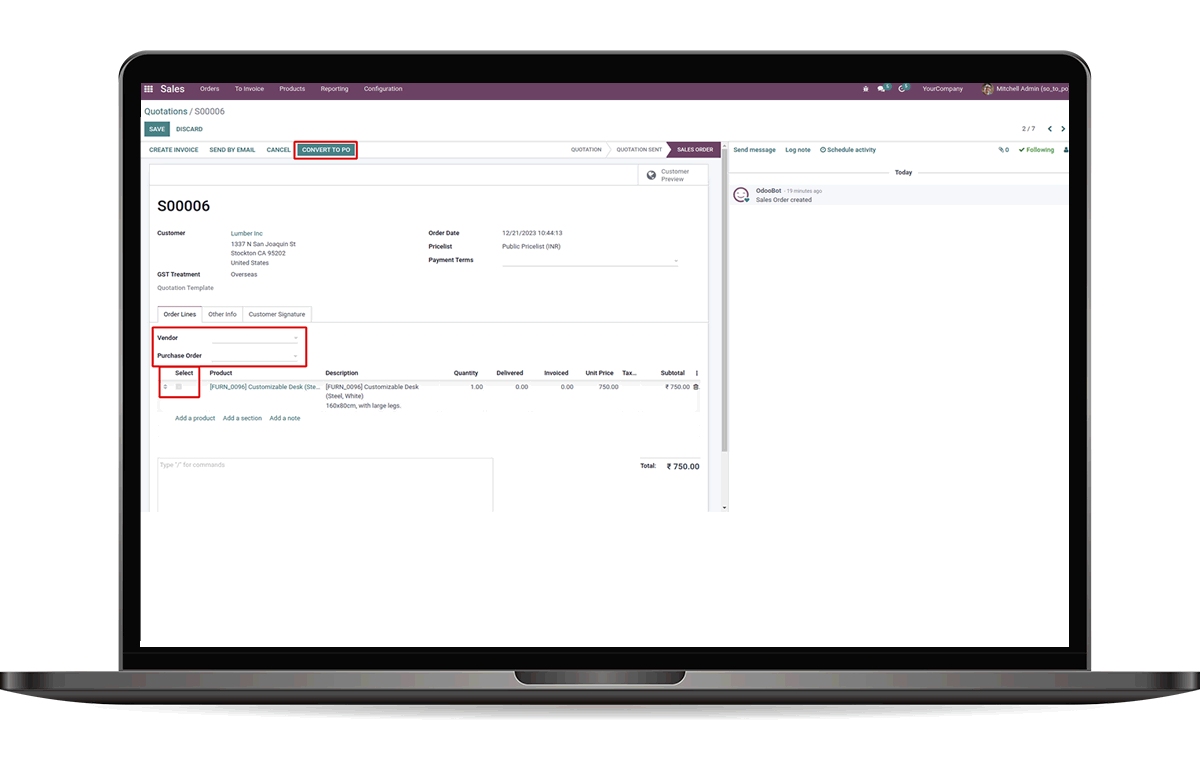 Sales Orders To Invoice Products Reporting Configuration YourCompany Mitchell Admin (so_to_po
Quotations / S00006
SAVE DISCARD 2 / 7
CREATE INVOICE SEND BY EMAIL CANCEL CONVERT TO PO QUOTATION QUOTATION SENT SALES ORDER
Send message Log note Schedule activity 0 Following
Customer
Preview
Today
OdooBot - 19 minutes ago
Sales Order created
S00006
Customer Lumber Inc
1337 N San Joaquin St
Stockton CA 95202
United States
GST Treatment Overseas
Quotation Template
Order Date 12/21/2023 10:44:13
Pricelist Public Pricelist (INR)
Payment Terms
Order Lines Other Info Customer Signature
Vendor
Purchase Order
Select Product Description Quantity Delivered Invoiced Unit Price Tax... Subtotal
[FURN_0096] Customizable Desk (Ste... [FURN_0096] Customizable Desk 1.00 0.00 0.00 750.00 ₹ 750.00
(Steel, White)
160x80cm, with large legs.
Add a product Add a section Add a note
Type "/" for commands
Total: ₹ 750.00